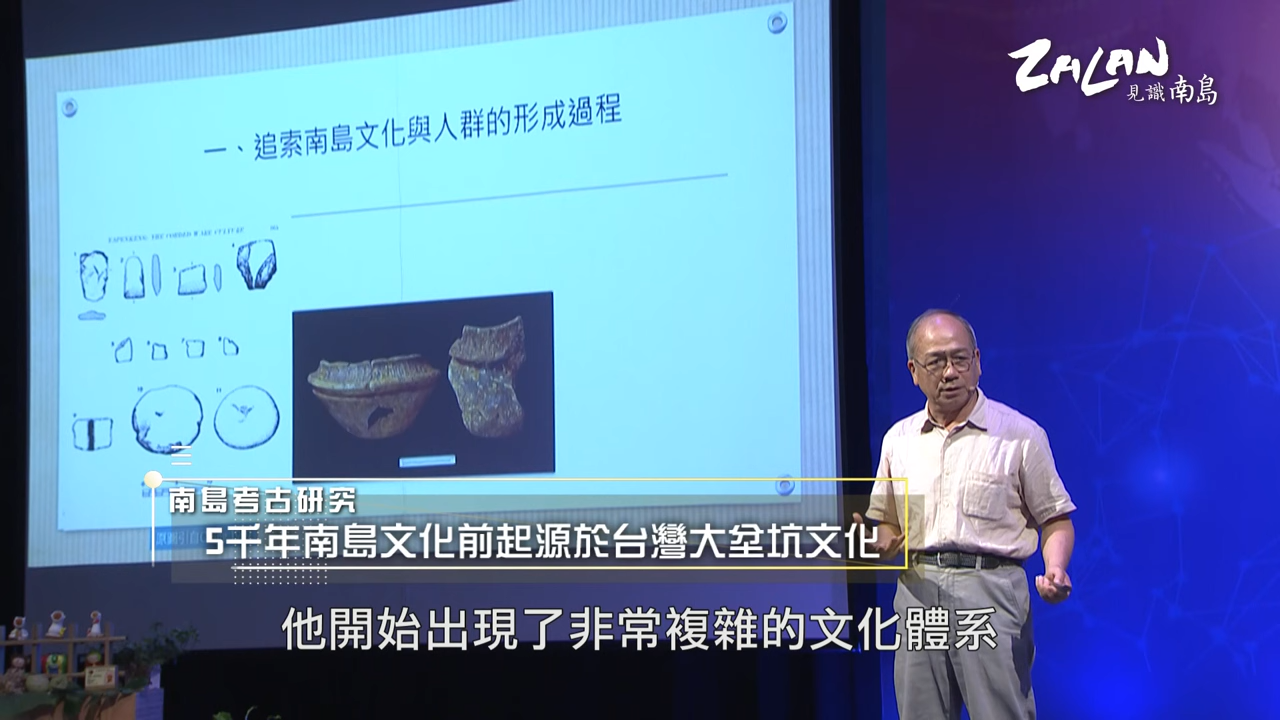 ZALAN
見識南島
一、追索南島文化與人群的形成過程
南島考古研究
5千年南島文化前起源於台灣大坌坑文化
他開始出現了非常複雜的文化體系